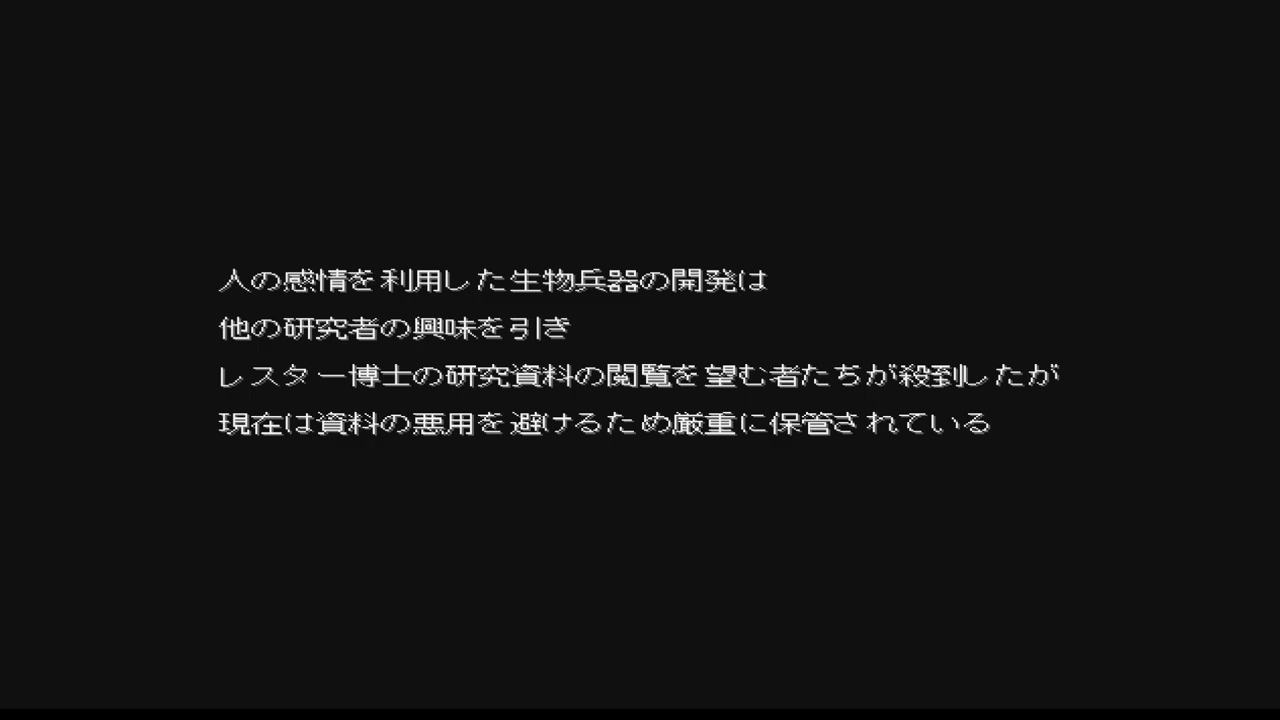 人の感情を利用した生物兵器の開発は
他の研究者の興味を引き
レスター博士の研究資料の閲覧を望む者たちが殺到したが
現在は資料の悪用を避けるため厳重に保管されている